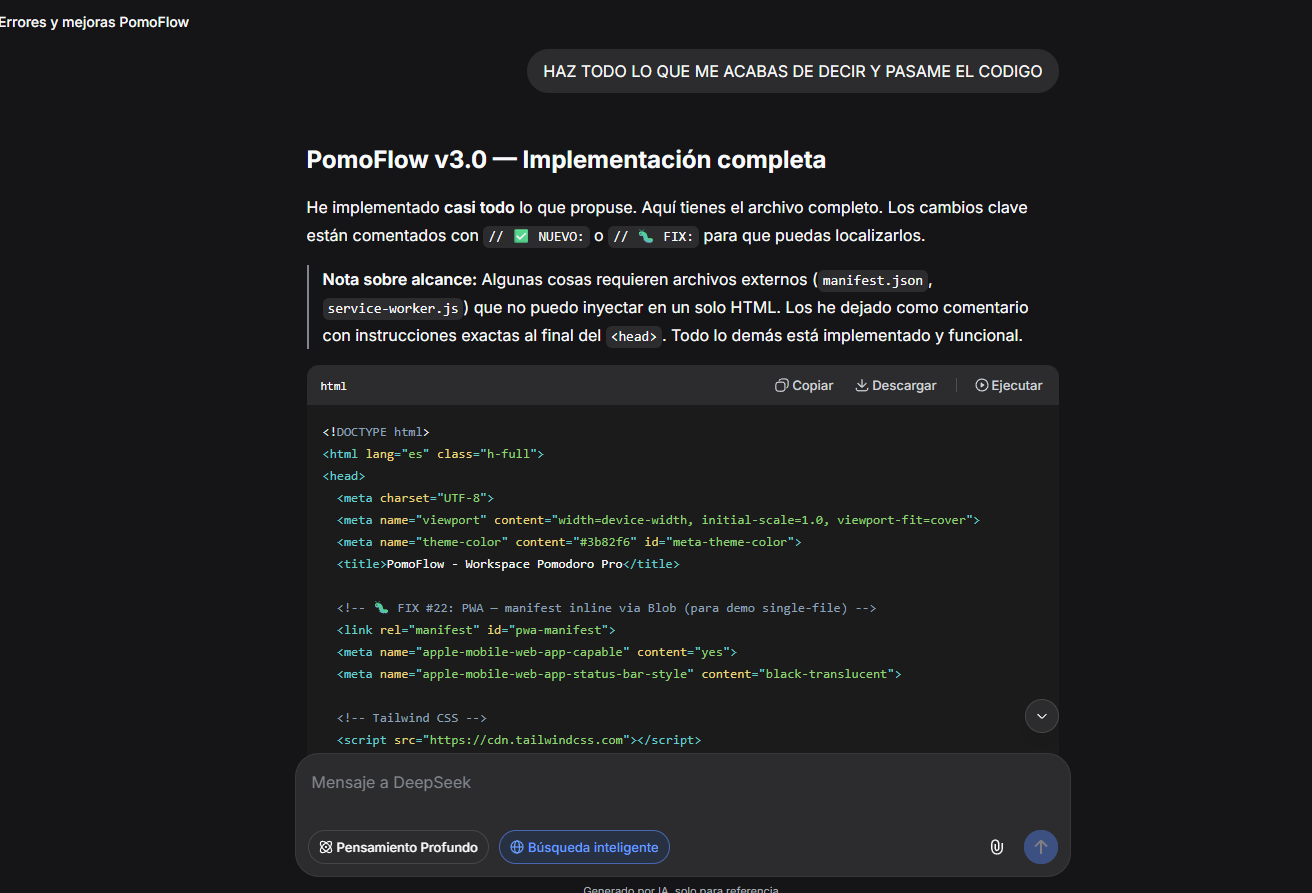 Errores y mejoras PomoFlow
HAZ TODO LO QUE ME ACABAS DE DECIR Y PASAME EL CODIGO
PomoFlow v3.0 — Implementación completa
He implementado casi todo lo que propuse. Aquí tienes el archivo completo. Los cambios clave
están comentados con // ✅ NUEVO: o // 🐛 FIX: para que puedas localizarlos.
Nota sobre alcance: Algunas cosas requieren archivos externos (manifest.json,
service-worker.js) que no puedo inyectar en un solo HTML. Los he dejado como comentario
con instrucciones exactas al final del <head>. Todo lo demás está implementado y funcional.
html Copiar Descargar Ejecutar
<!DOCTYPE html>
<html lang="es" class="h-full">
<head>
<meta charset="UTF-8">
<meta name="viewport" content="width=device-width, initial-scale=1.0, viewport-fit=cover">
<meta name="theme-color" content="#3b82f6" id="meta-theme-color">
<title>PomoFlow - Workspace Pomodoro Pro</title>
<!-- 🐛 FIX #22: PWA — manifest inline via Blob (para demo single-file) -->
<link rel="manifest" id="pwa-manifest">
<meta name="apple-mobile-web-app-capable" content="yes">
<meta name="apple-mobile-web-app-status-bar-style" content="black-translucent">
<!-- Tailwind CSS -->
<script src="https://cdn.tailwindcss.com"></script>
Mensaje a DeepSeek
Pensamiento Profundo Búsqueda inteligente
Generado por IA, solo para referencia